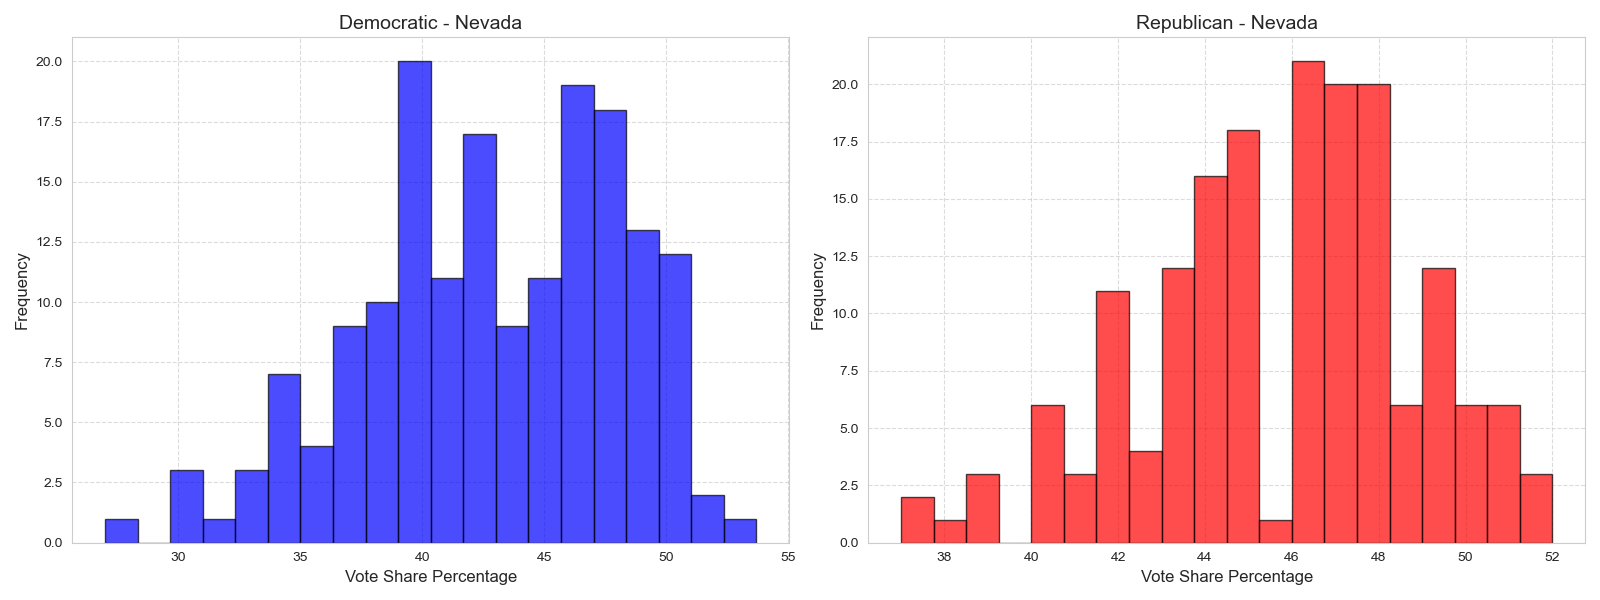 Democratic - Nevada
Frequency
20.0
17.5
15.0
12.5
10.0
7.5
5.0
2.5
0.0
30 35 40 45 50 55
Vote Share Percentage
Republican - Nevada
Frequency
20.0
17.5
15.0
12.5
10.0
7.5
5.0
2.5
0.0
38 40 42 44 46 48 50 52
Vote Share Percentage